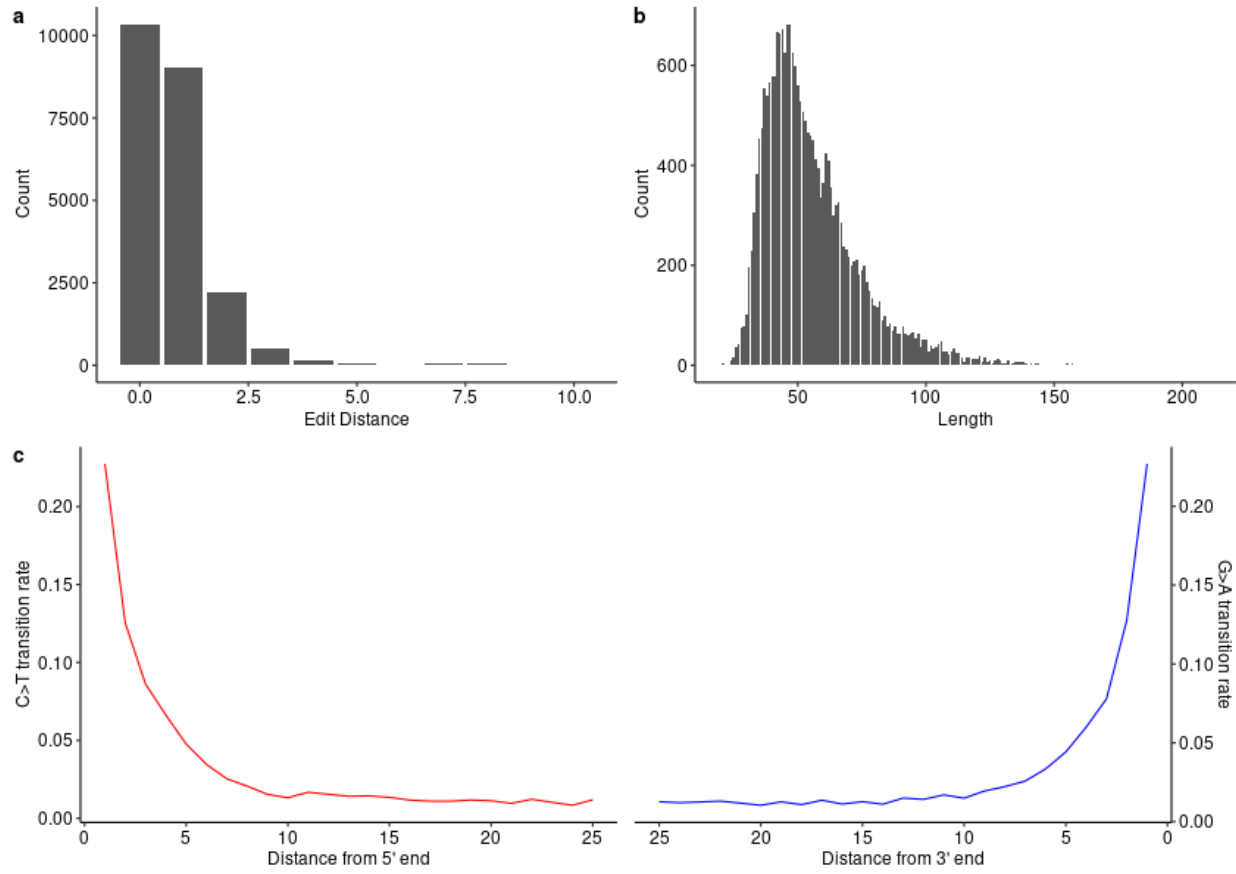 a
Count
10000
7500
5000
2500
0
0.0 2.5 5.0 7.5 10.0
Edit Distance
b
Count
600
400
200
0
50 100 150 200
Length
c
C>T transition rate
0.20
0.15
0.10
0.05
0.00
0 5 10 15 20 25
Distance from 5' end
25 20 15 10 5 0
Distance from 3' end
0.20
0.15
0.10
0.05
0.00
G>A transition rate